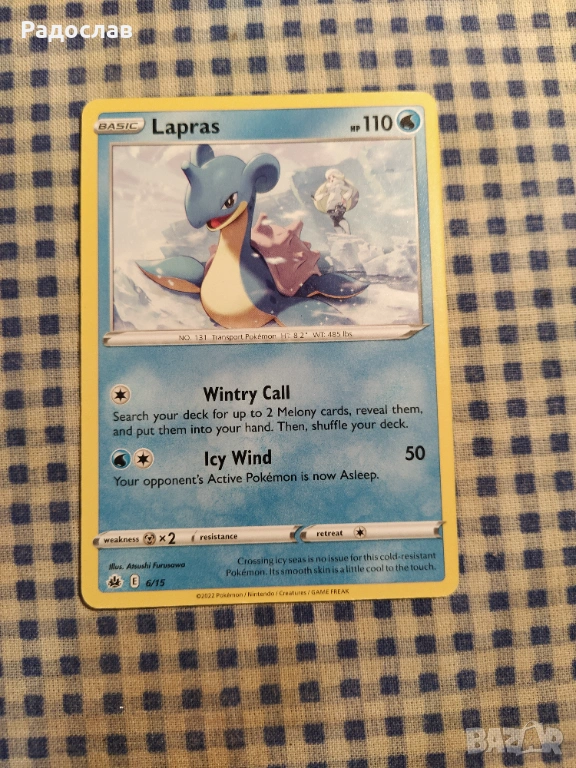 Радослав
BASIC Lapras HP 110
NO. 131 Transport Pokémon HT: 8'2" WT: 485 lbs.
Wintry Call
Search your deck for up to 2 Melony cards, reveal them,
and put them into your hand. Then, shuffle your deck.
Icy Wind 50
Your opponent's Active Pokémon is now Asleep.
weakness ×2 resistance retreat
Illus. Atsushi Furusawa
Crossing icy seas is no issue for this cold-resistant
Pokémon. Its smooth skin is a little cool to the touch.
E 6/15
©2022 Pokémon / Nintendo / Creatures / GAME FREAK
BAZAR